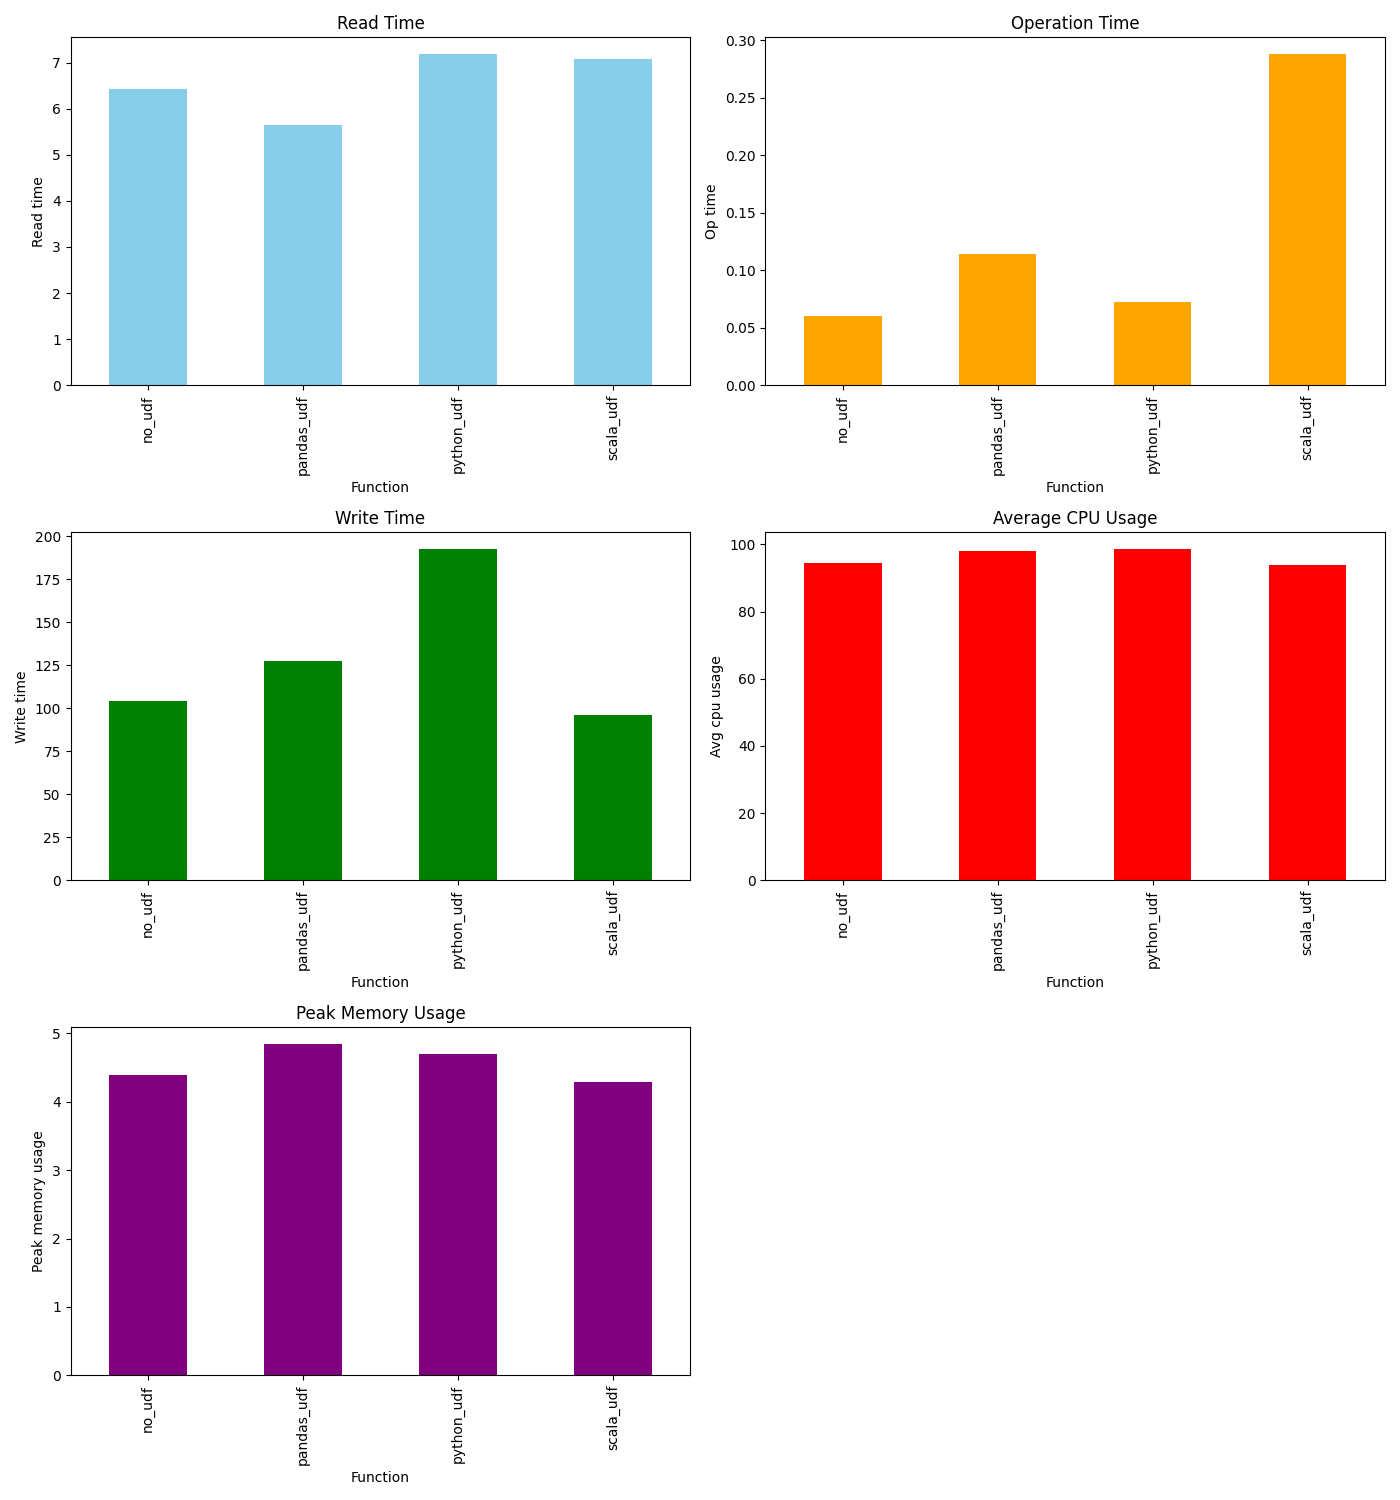 Read Time
Read time
7
6
5
4
3
2
1
0
no_udf
pandas_udf
python_udf
scala_udf
Function
Operation Time
Op time
0.30
0.25
0.20
0.15
0.10
0.05
0.00
no_udf
pandas_udf
python_udf
scala_udf
Function
Write Time
Write time
200
175
150
125
100
75
50
25
0
no_udf
pandas_udf
python_udf
scala_udf
Function
Average CPU Usage
Avg cpu usage
100
80
60
40
20
0
no_udf
pandas_udf
python_udf
scala_udf
Function
Peak Memory Usage
Peak memory usage
5
4
3
2
1
0
no_udf
pandas_udf
python_udf
scala_udf
Function